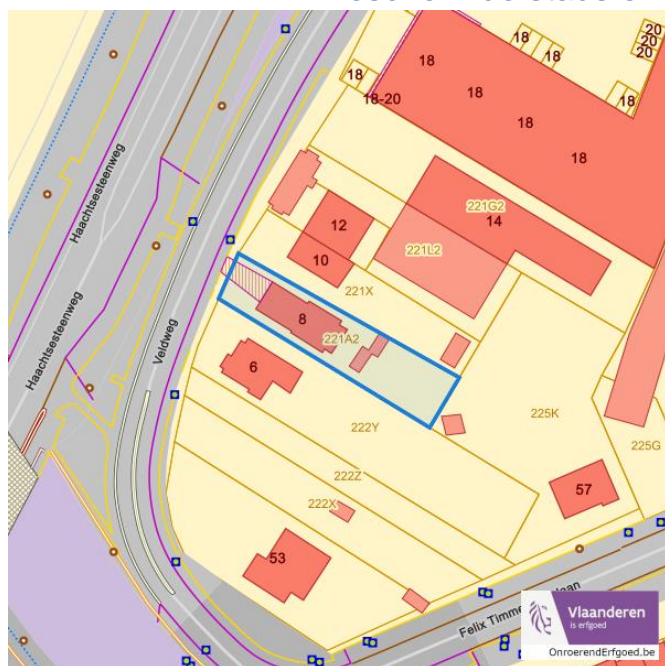 18
18
18
18
18
18
18
18
20
20
20
18-20
221G2
14
221L2
12
10
221X
8
221A2
6
222Y
225K
225G
222Z
222X
57
53
Haachtsesteenweg
Haachtsesteenweg
Veldweg
Felix
Vlaanderen
is erfgoed
OnroerendErfgoed.be